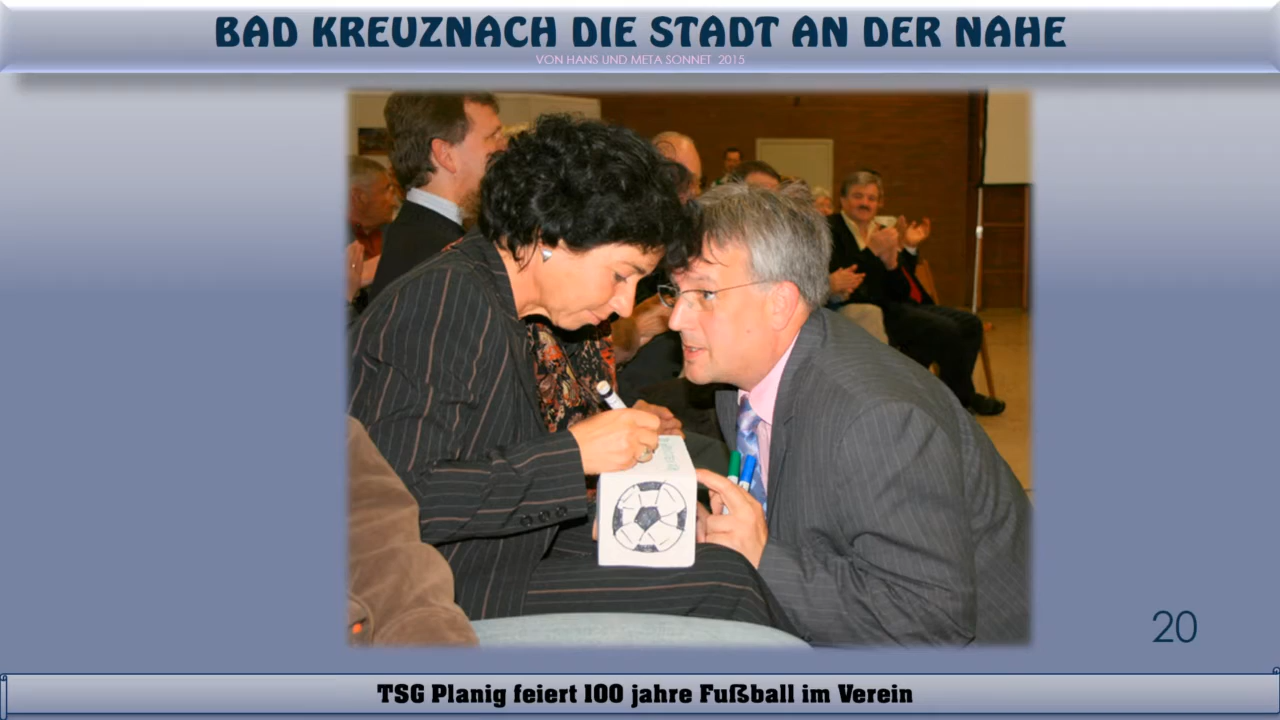 BAD KREUZNACH DIE STADT AN DER NAHE
VON HANS UND META SONNET 2015
20
TSG Planig feiert 100 jahre Fußball im Verein